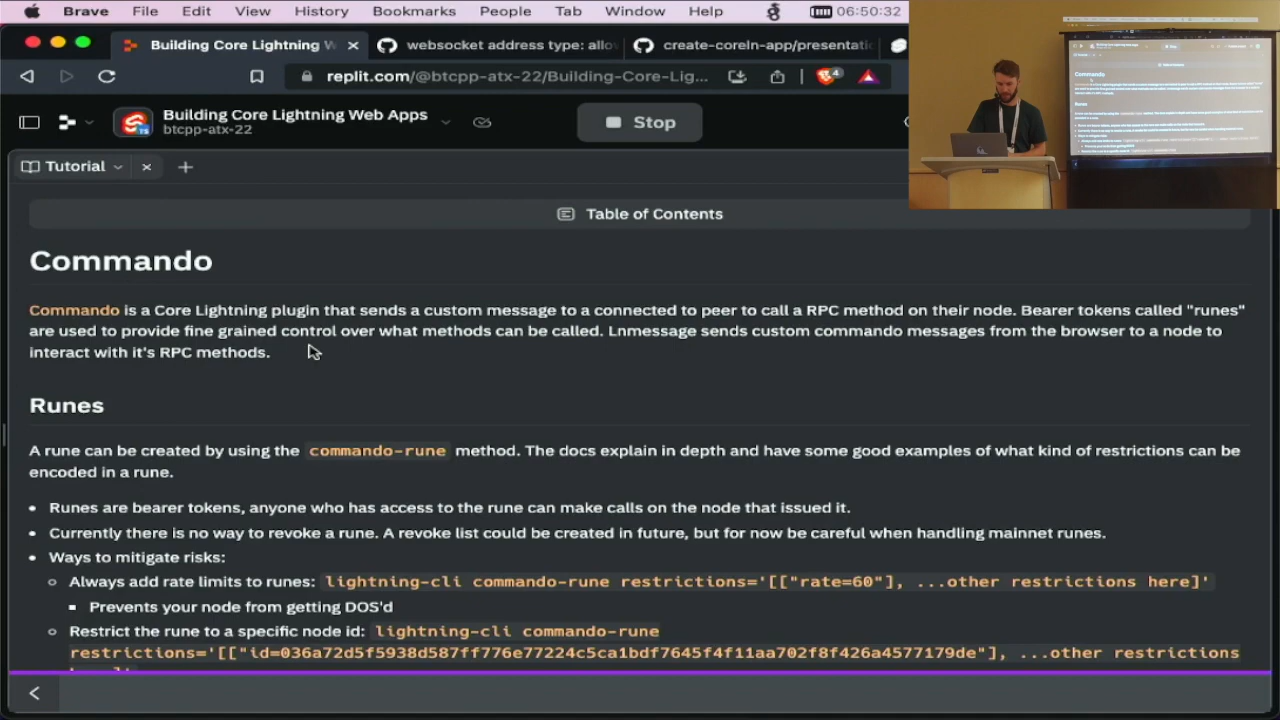 Brave File Edit View History Bookmarks People Tab Window Help 06:50:32
Building Core Lightning W
websocket address type: allo
create-coreln-app/presentati
replit.com/@btcpp-atx-22/Building-Core-Lig...
4
Building Core Lightning Web Apps
btcpp-atx-22
Stop
Tutorial
Table of Contents
Commando
Commando is a Core Lightning plugin that sends a custom message to a connected to peer to call a RPC method on their node. Bearer tokens called "runes"
are used to provide fine grained control over what methods can be called. Lnmessage sends custom commando messages from the browser to a node to
interact with it's RPC methods.
Runes
A rune can be created by using the commando-rune method. The docs explain in depth and have some good examples of what kind of restrictions can be
encoded in a rune.
Runes are bearer tokens, anyone who has access to the rune can make calls on the node that issued it.
Currently there is no way to revoke a rune. A revoke list could be created in future, but for now be careful when handling mainnet runes.
Ways to mitigate risks:
Always add rate limits to runes: lightning-cli commando-rune restrictions='[["rate=60"], ...other restrictions here]'
Prevents your node from getting DOS'd
Restrict the rune to a specific node id: lightning-cli commando-rune
restrictions='[["id=036a72d5f5938d587ff776e77224c5ca1bdf7645f4f11aa702f8f426a4577179de"], ...other restrictions